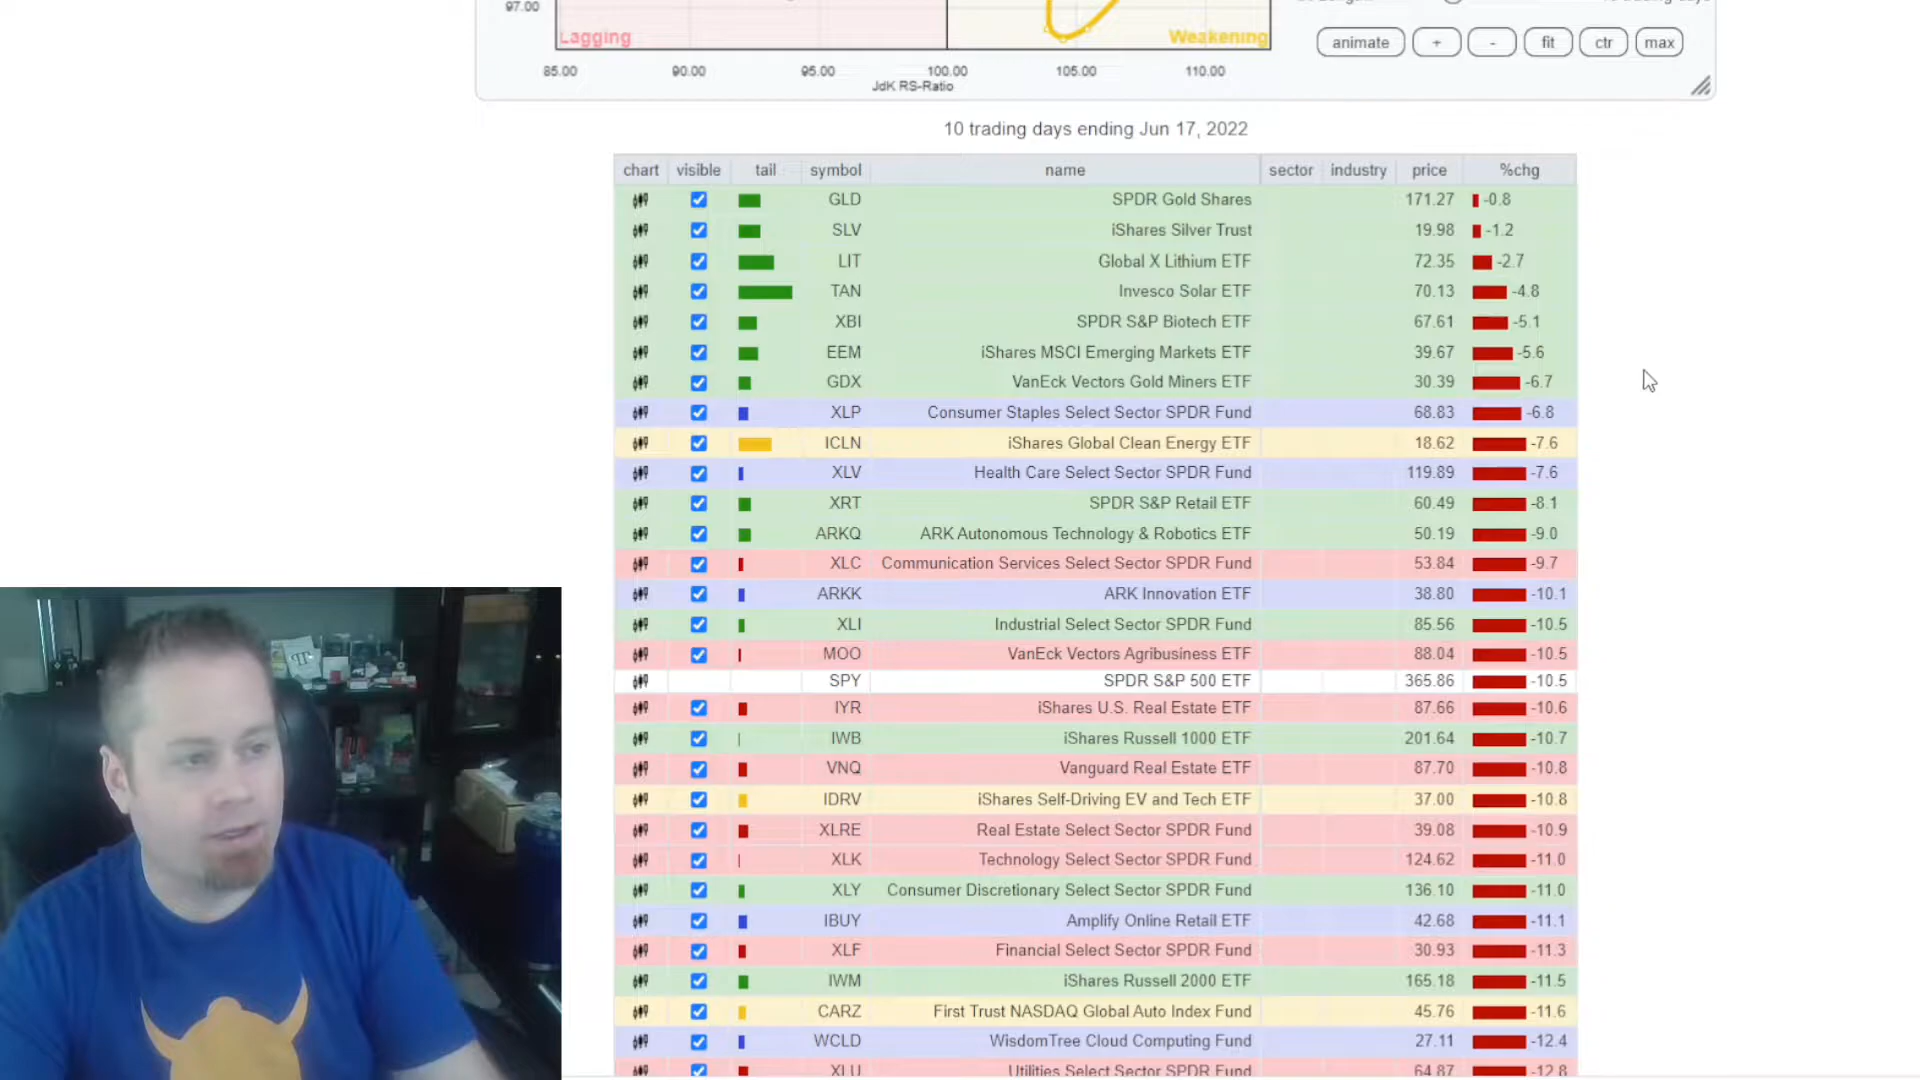 97.00
Lagging
Weakening
85.00 90.00 95.00 100.00 105.00 110.00
JdK RS-Ratio
animate + - fit ctr max
10 trading days ending Jun 17, 2022
chart visible tail symbol name sector industry price %chg
GLD SPDR Gold Shares 171.27 -0.8
SLV iShares Silver Trust 19.98 -1.2
LIT Global X Lithium ETF 72.35 -2.7
TAN Invesco Solar ETF 70.13 -4.8
XBI SPDR S&P Biotech ETF 67.61 -5.1
EEM iShares MSCI Emerging Markets ETF 39.67 -5.6
GDX VanEck Vectors Gold Miners ETF 30.39 -6.7
XLP Consumer Staples Select Sector SPDR Fund 68.83 -6.8
ICLN iShares Global Clean Energy ETF 18.62 -7.6
XLV Health Care Select Sector SPDR Fund 119.89 -7.6
XRT SPDR S&P Retail ETF 60.49 -8.1
ARKQ ARK Autonomous Technology & Robotics ETF 50.19 -9.0
XLC Communication Services Select Sector SPDR Fund 53.84 -9.7
ARKK ARK Innovation ETF 38.80 -10.1
XLI Industrial Select Sector SPDR Fund 85.56 -10.5
MOO VanEck Vectors Agribusiness ETF 88.04 -10.5
SPY SPDR S&P 500 ETF 365.86 -10.5
IYR iShares U.S. Real Estate ETF 87.66 -10.6
IWB iShares Russell 1000 ETF 201.64 -10.7
VNQ Vanguard Real Estate ETF 87.70 -10.8
IDRV iShares Self-Driving EV and Tech ETF 37.00 -10.8
XLRE Real Estate Select Sector SPDR Fund 39.08 -10.9
XLK Technology Select Sector SPDR Fund 124.62 -11.0
XLY Consumer Discretionary Select Sector SPDR Fund 136.10 -11.0
IBUY Amplify Online Retail ETF 42.68 -11.1
XLF Financial Select Sector SPDR Fund 30.93 -11.3
IWM iShares Russell 2000 ETF 165.18 -11.5
CARZ First Trust NASDAQ Global Auto Index Fund 45.76 -11.6
WCLD WisdomTree Cloud Computing Fund 27.11 -12.4
XLU Utilities Select Sector SPDR Fund 64.87 -12.8